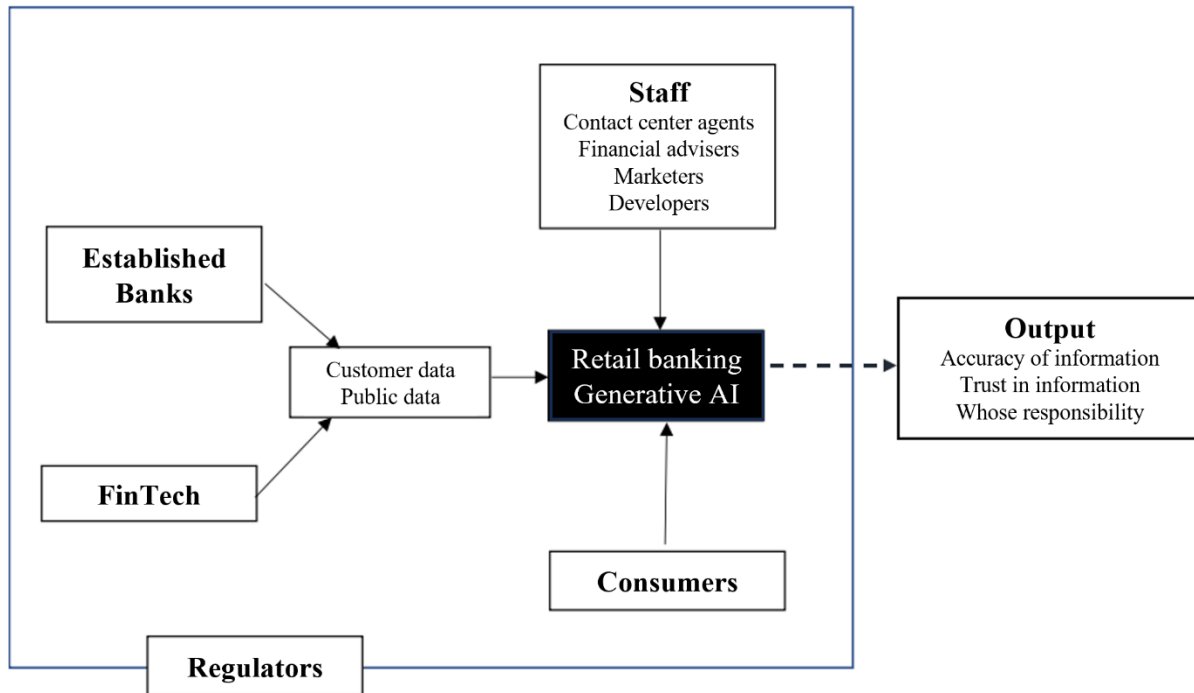 Staff
Contact center agents
Financial advisers
Marketers
Developers
Established
Banks
Customer data
Public data
Retail banking
Generative AI
Output
Accuracy of information
Trust in information
Whose responsibility
FinTech
Consumers
Regulators